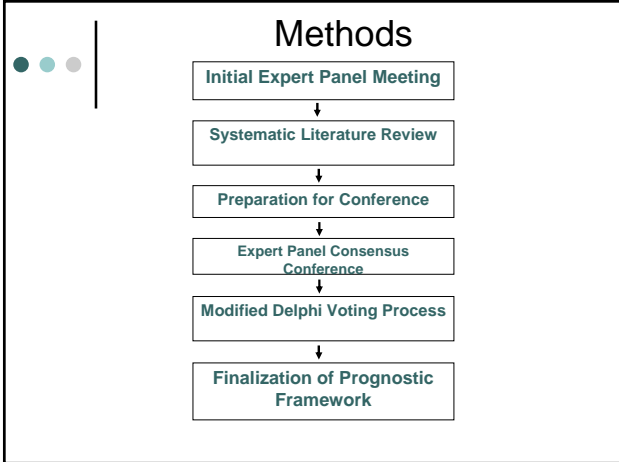 Methods
Initial Expert Panel Meeting
Systematic Literature Review
Preparation for Conference
Expert Panel Consensus
Conference
Modified Delphi Voting Process
Finalization of Prognostic
Framework